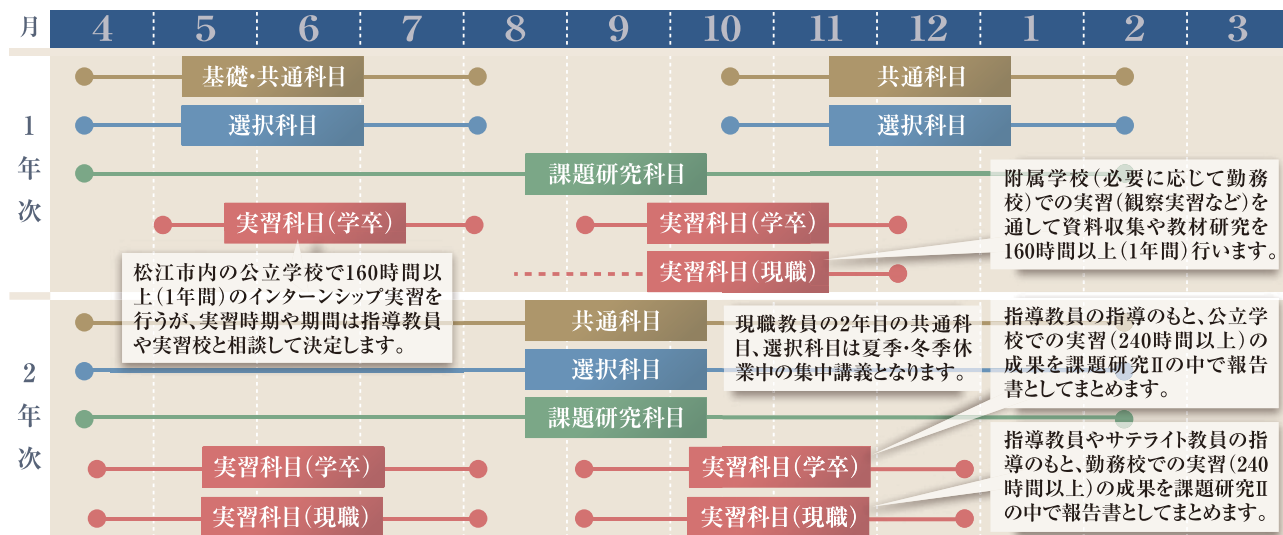 月 4 5 6 7 8 9 10 11 12 1 2 3
1年次
基礎・共通科目 共通科目
選択科目 選択科目
課題研究科目
実習科目(学卒) 実習科目(学卒)
実習科目(現職)
附属学校(必要に応じて勤務
校)での実習(観察実習など)を
通して資料収集や教材研究を
160時間以上(1年間)行います。
松江市内の公立学校で160時間以
上(1年間)のインターンシップ実習を
行うが、実習時期や期間は指導教員
や実習校と相談して決定します。
2年次
共通科目
選択科目
課題研究科目
現職教員の2年目の共通科
目、選択科目は夏季・冬季休
業中の集中講義となります。
指導教員の指導のもと、公立学
校での実習(240時間以上)の
成果を課題研究Ⅱの中で報告
書としてまとめます。
実習科目(学卒) 実習科目(学卒)
実習科目(現職) 実習科目(現職)
指導教員やサテライト教員の指
導のもと、勤務校での実習(240
時間以上)の成果を課題研究Ⅱ
の中で報告書としてまとめます。